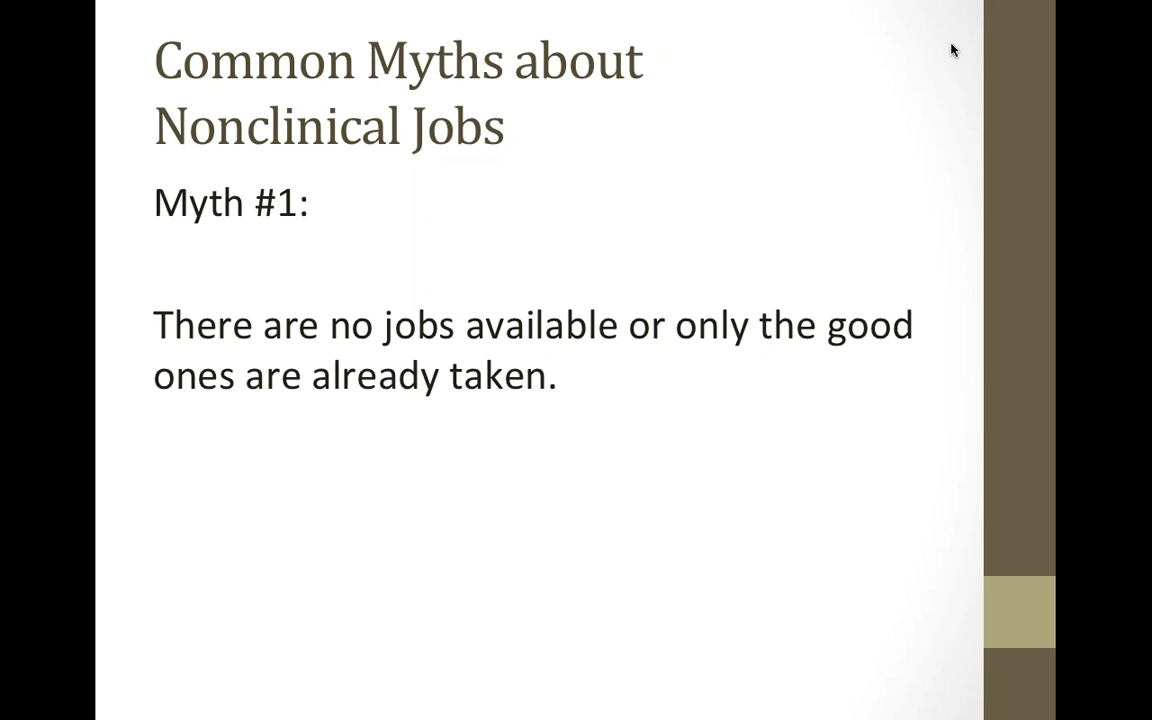 Common Myths about
Nonclinical Jobs
Myth #1:
There are no jobs available or only the good
ones are already taken.